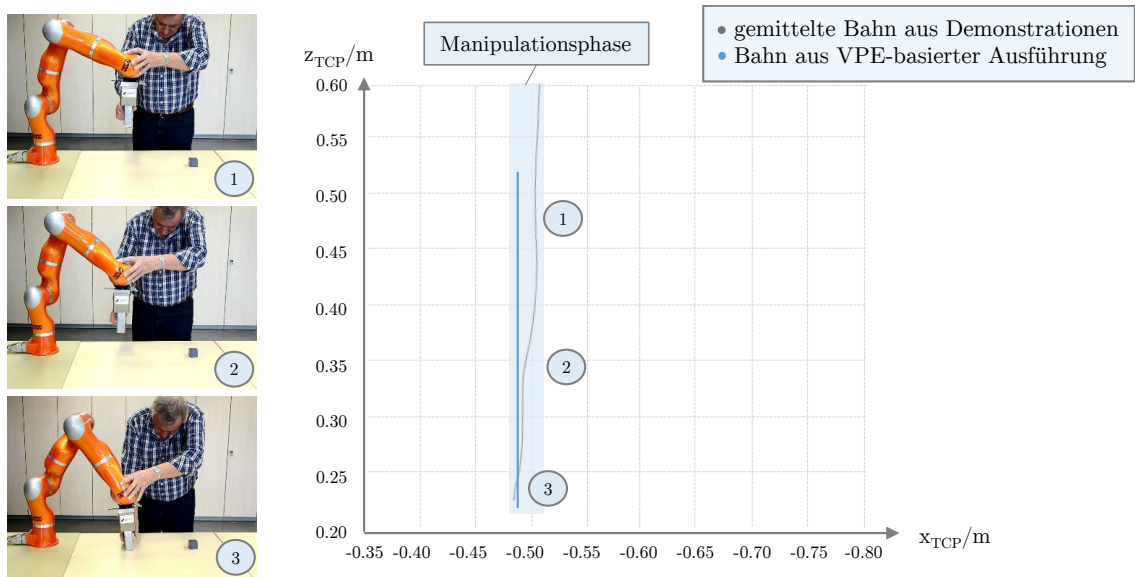 gemittelte Bahn aus Demonstrationen
Bahn aus VPE-basierter Ausführung
Manipulationsphase
z_TCP/m
0.60
0.55
0.50
0.45
0.40
0.35
0.30
0.25
0.20
1
2
3
1
2
3
-0.35 -0.40 -0.45 -0.50 -0.55 -0.60 -0.65 -0.70 -0.75 -0.80
x_TCP/m